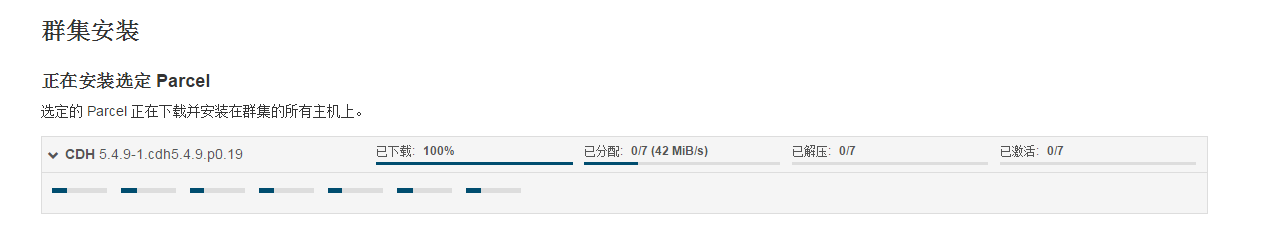 群集安装
正在安装选定 Parcel
选定的 Parcel 正在下载并安装在群集的所有主机上。
CDH 5.4.9-1.cdh5.4.9.p0.19 已下载: 100% 已分配: 0/7 (42 MiB/s) 已解压: 0/7 已激活: 0/7